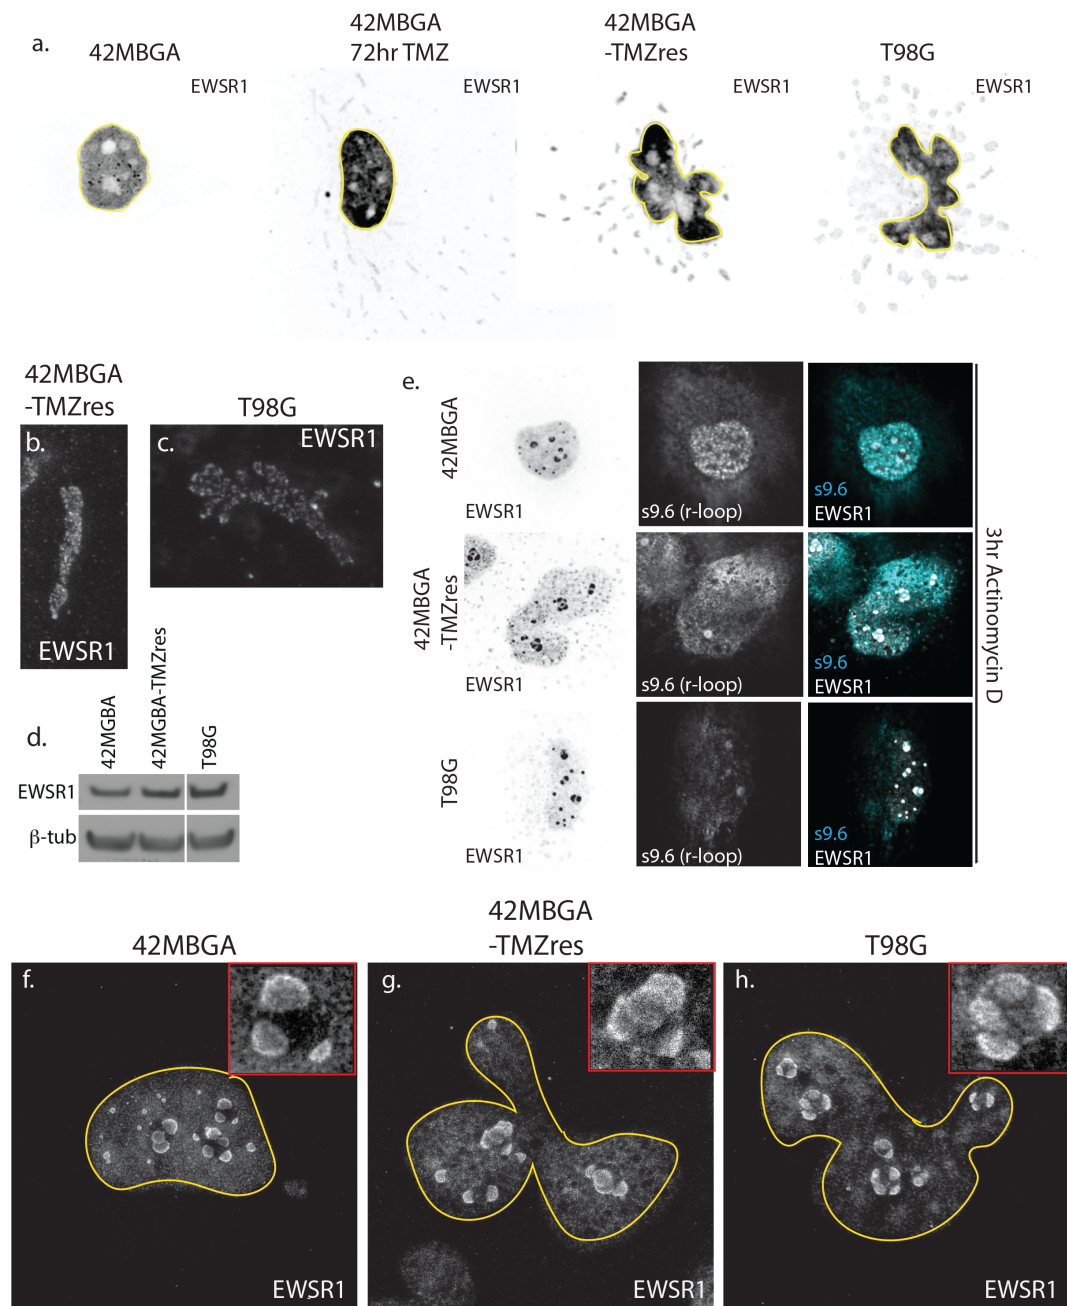 a.
42MBGA
42MBGA
72hr TMZ
42MBGA
-TMZres
T98G
EWSR1
EWSR1
EWSR1
EWSR1
42MBGA
-TMZres
T98G
b.
EWSR1
c.
EWSR1
d.
42MGBA
42MGBA-TMZres
T98G
EWSR1
β-tub
e.
42MBGA
EWSR1
s9.6 (r-loop)
s9.6
EWSR1
42MBGA
-TMZres
EWSR1
s9.6 (r-loop)
s9.6
EWSR1
T98G
EWSR1
s9.6 (r-loop)
s9.6
EWSR1
3hr Actinomycin D
42MBGA
42MBGA
-TMZres
T98G
f.
EWSR1
g.
EWSR1
h.
EWSR1